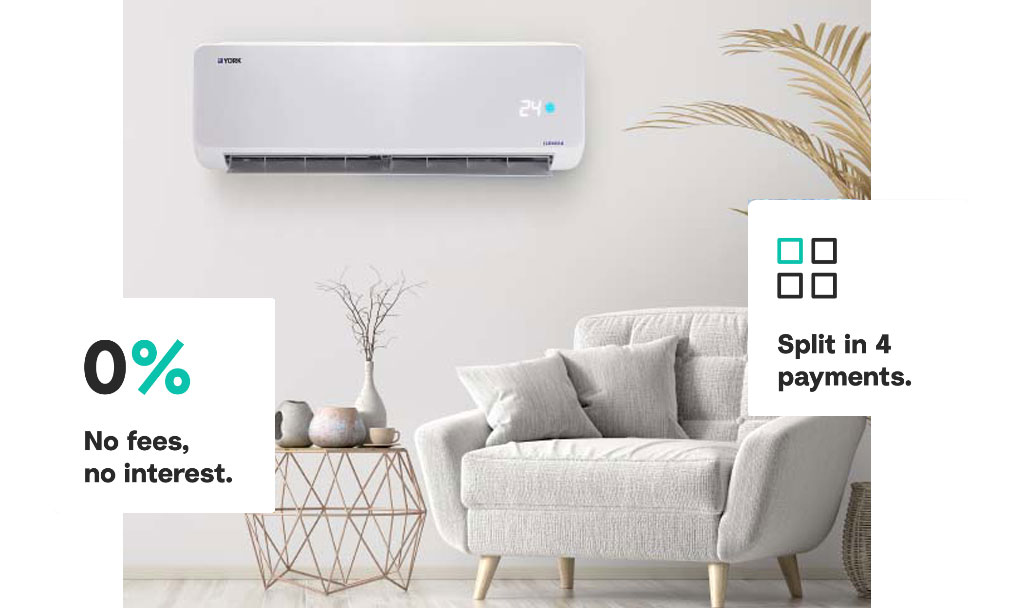 YORK
24
0%
No fees,
no interest.
Split in 4
payments.